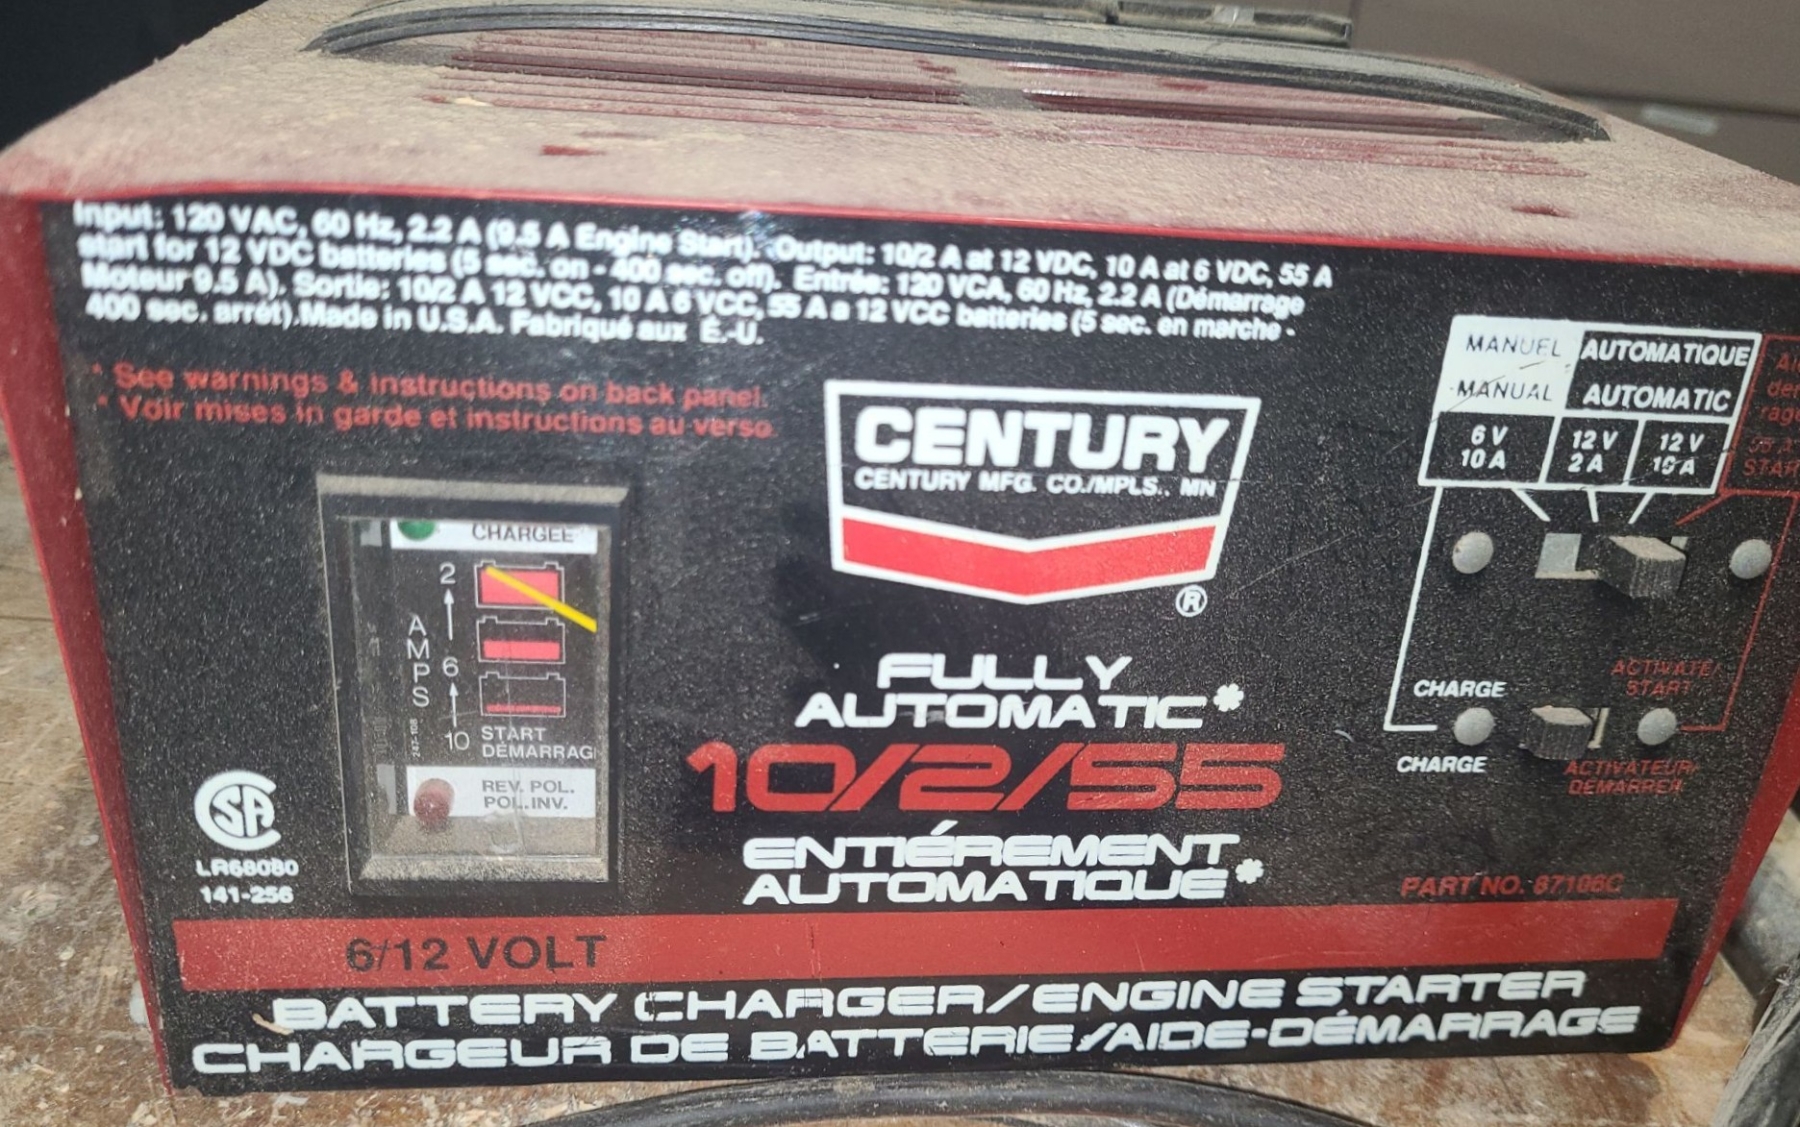 Input: 120 VAC, 60 Hz, 2.2 A (9.5 A Engine Start). Output: 10/2 A at 12 VDC, 10 A at 6 VDC, 55 A
start for 12 VDC batteries (5 sec. on - 400 sec. off). Entrée: 120 VCA, 60 Hz, 2.2 A (Démarrage
Moteur 9.5 A). Sortie: 10/2 A 12 VCC, 10 A 6 VCC, 55 A a 12 VCC batteries (5 sec. en marche -
400 sec. arrét). Made in U.S.A. Fabriqué aux É.-U.
* See warnings & instructions on back panel.
* Voir mises in garde et instructions au verso
CENTURY
CENTURY MFG. CO./MPLS., MN
®
MANUEL AUTOMATIQUE
MANUAL AUTOMATIC
6 V 12 V 12 V
10 A 2 A 10 A
START
CHARGÉE
2
AMPS
6
10 START
DÉMARRAG
247-108
REV. POL.
POL. INV.
FULLY
AUTOMATIC*
10/2/55
ENTIÉREMENT
AUTOMATIQUE*
CHARGE ACTIVATE/
START
CHARGE ACTIVATEUR/
DÉMARRER
LR68080
141-256
PART NO. 87106C
6/12 VOLT
BATTERY CHARGER/ENGINE STARTER
CHARGEUR DE BATTERIE/AIDE-DÉMARRAGE